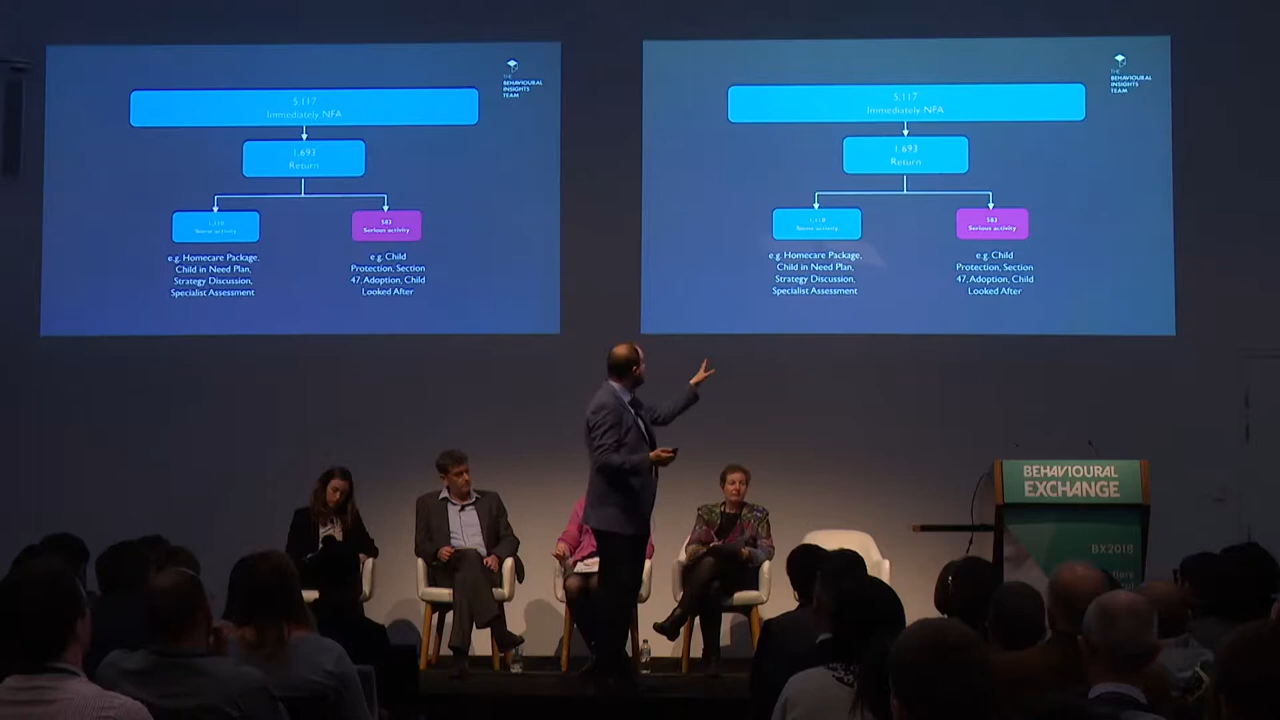 THE
BEHAVIOURAL
INSIGHTS
TEAM
5,117
Immediately NFA
1,693
Return
583
Some activity
Serious activity
e.g. Homecare Package,
Child in Need Plan,
Strategy Discussion,
Specialist Assessment
e.g. Child
Protection, Section
47, Adoption, Child
Looked After
THE
BEHAVIOURAL
INSIGHTS
TEAM
5,117
Immediately NFA
1,693
Return
583
Some activity
Serious activity
e.g. Homecare Package,
Child in Need Plan,
Strategy Discussion,
Specialist Assessment
e.g. Child
Protection, Section
47, Adoption, Child
Looked After
BEHAVIOURAL
EXCHANGE
BX2018